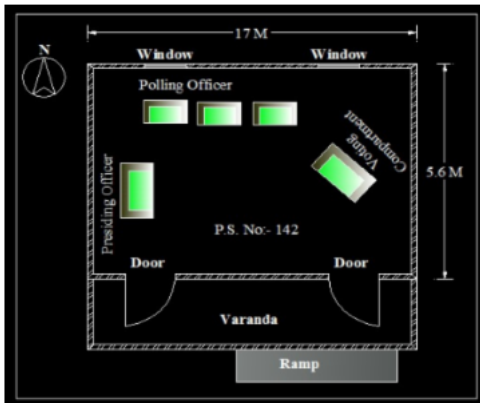 17 M
N
Window
Window
Polling Officer
Voting
Compartment
5.6 M
Presiding Officer
P.S. No:- 142
Door
Door
Varanda
Ramp